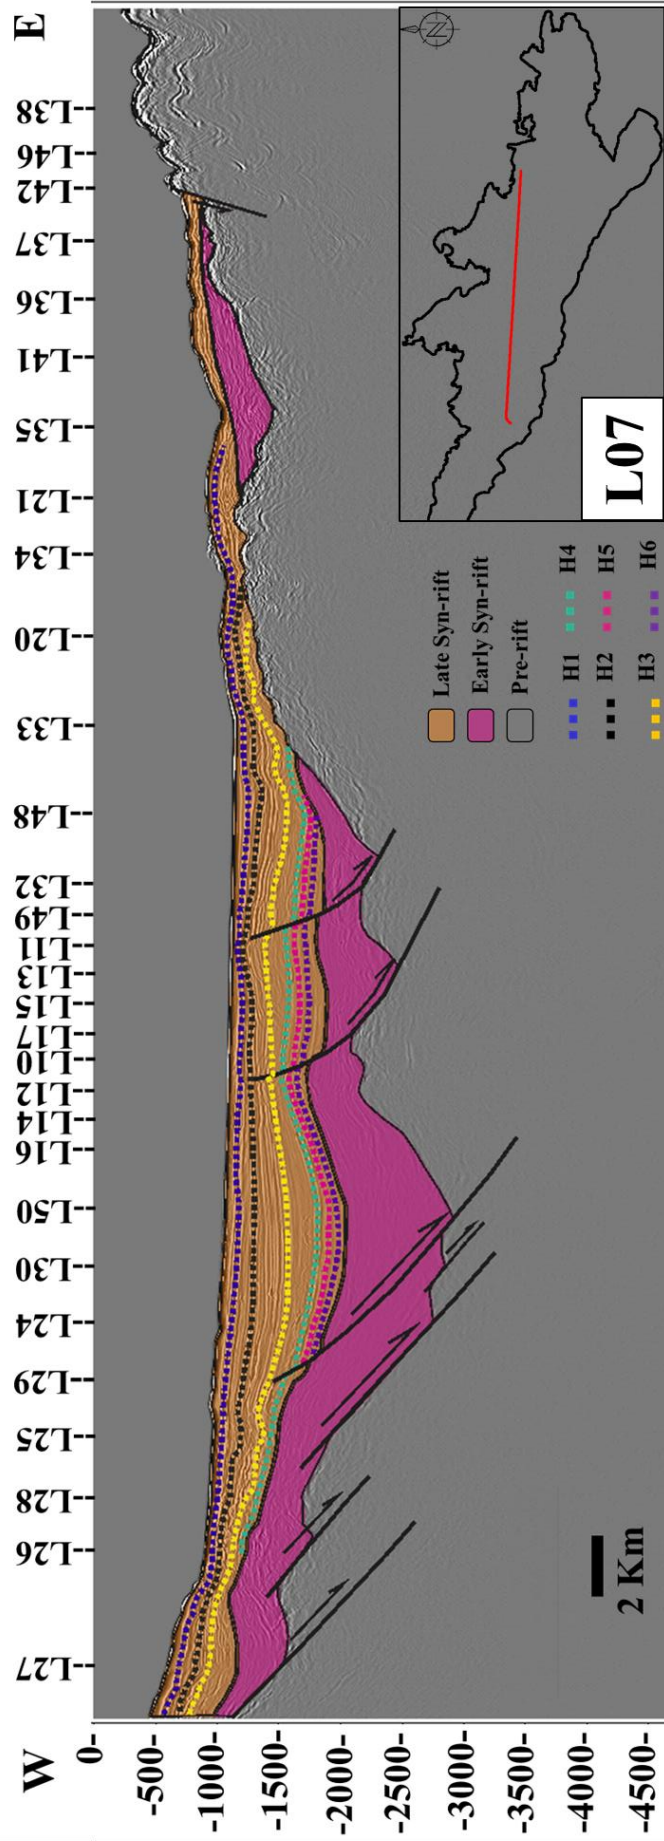 W
E
L27--
L26--
L28--
L25--
L29--
L24--
L30--
L50--
L16--
L14--
L12--
L10--
L17--
L15--
L13--
L11--
L49--
L32--
L48--
L33--
L20--
L34--
L21--
L35--
L41--
L36--
L37--
L42--
L46--
L38--
0-
-500-
-1000-
-1500-
-2000-
-2500-
-3000-
-3500-
-4000-
-4500-
2 Km
Late Syn-rift
Early Syn-rift
Pre-rift
H1 H4
H2 H5
H3 H6
L07
N